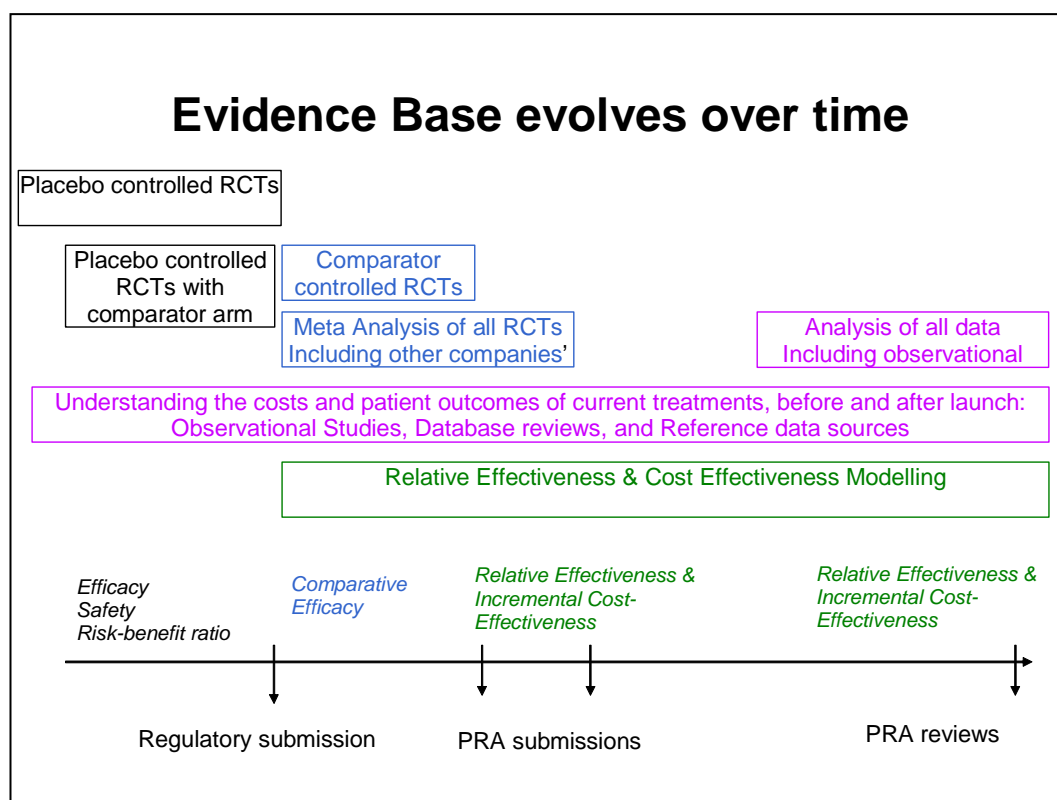 Evidence Base evolves over time
Placebo controlled RCTs
Placebo controlled
RCTs with
comparator arm
Comparator
controlled RCTs
Meta Analysis of all RCTs
Including other companies’
Analysis of all data
Including observational
Understanding the costs and patient outcomes of current treatments, before and after launch:
Observational Studies, Database reviews, and Reference data sources
Relative Effectiveness & Cost Effectiveness Modelling
Efficacy
Safety
Risk-benefit ratio
Comparative
Efficacy
Relative Effectiveness &
Incremental Cost-
Effectiveness
Relative Effectiveness &
Incremental Cost-
Effectiveness
Regulatory submission
PRA submissions
PRA reviews